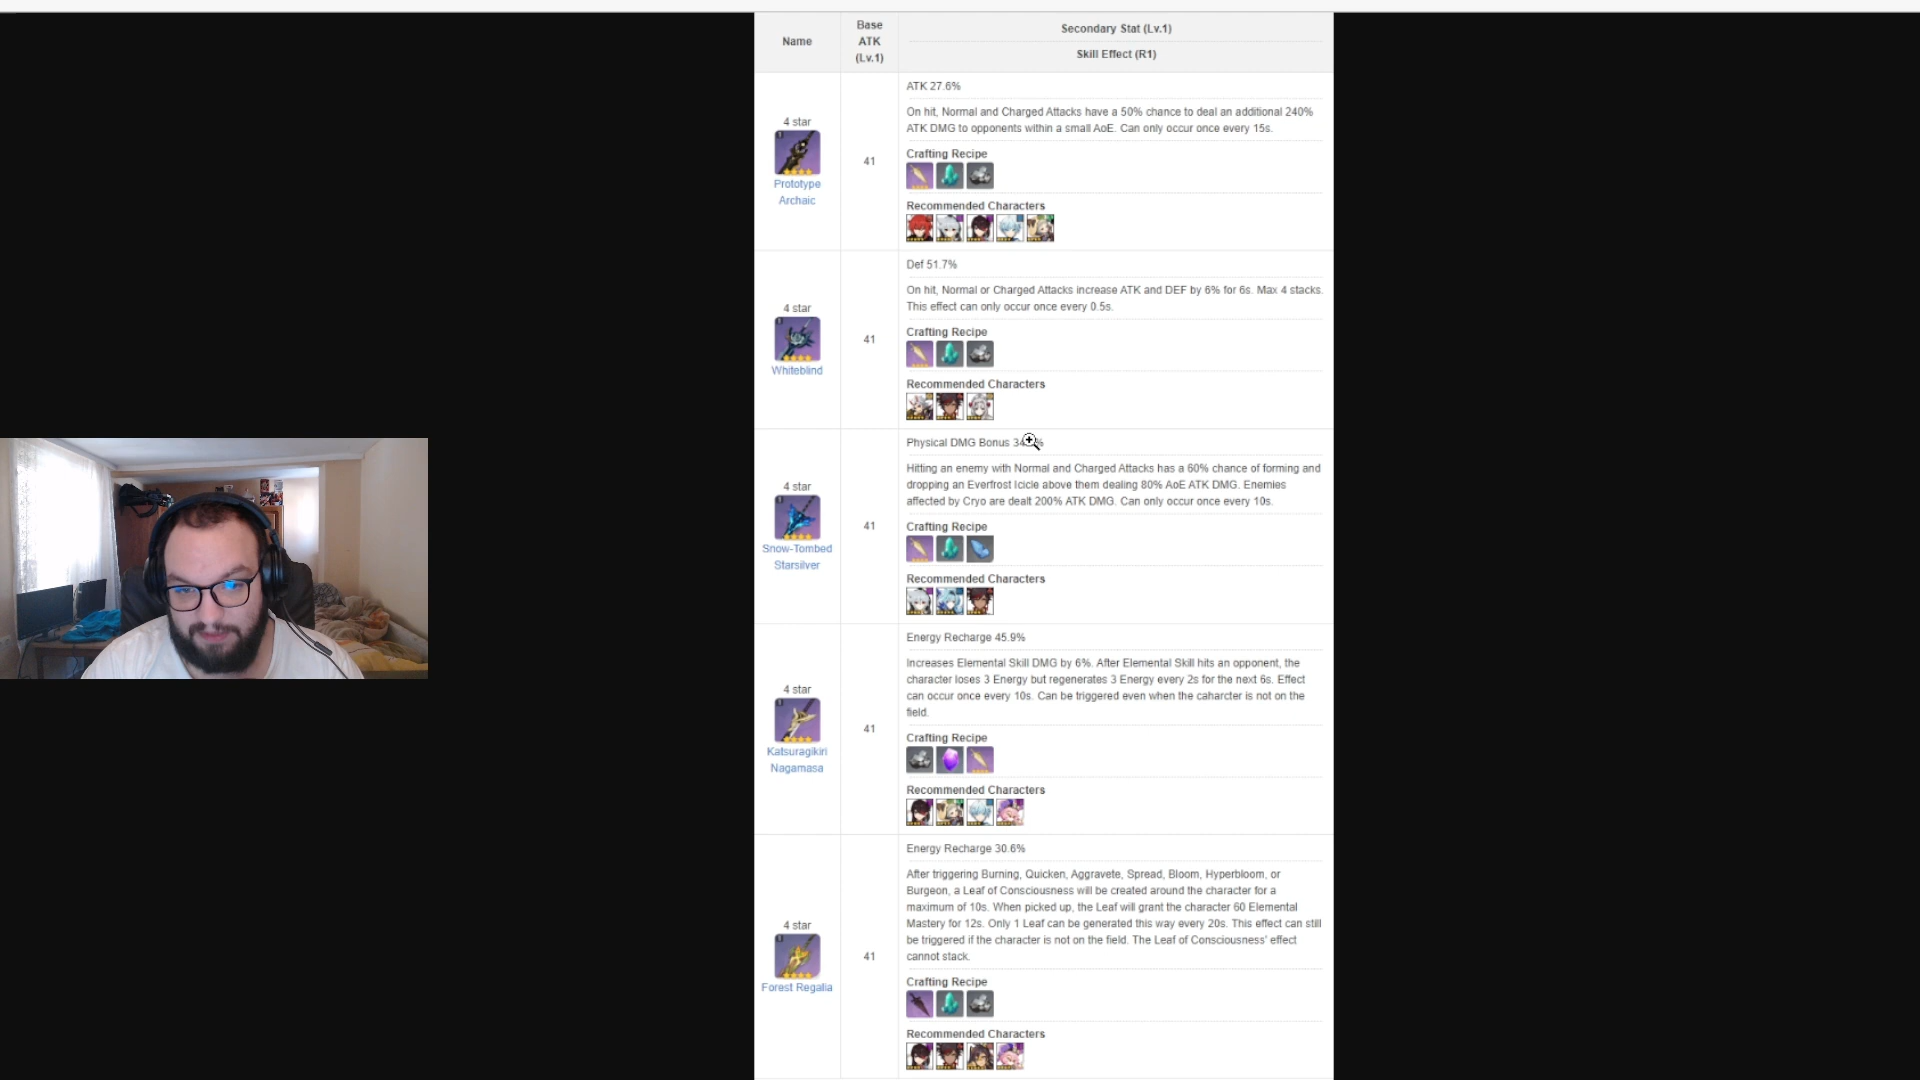 Name
Base
ATK
(Lv.1)
Secondary Stat (Lv.1)
Skill Effect (R1)
4 star
Prototype
Archaic
41
ATK 27.6%
On hit, Normal and Charged Attacks have a 50% chance to deal an additional 240%
ATK DMG to opponents within a small AoE. Can only occur once every 15s.
Crafting Recipe
Recommended Characters
4 star
Whiteblind
41
Def 51.7%
On hit, Normal or Charged Attacks increase ATK and DEF by 6% for 6s. Max 4 stacks.
This effect can only occur once every 0.5s.
Crafting Recipe
Recommended Characters
4 star
Snow-Tombed
Starsilver
41
Physical DMG Bonus
Hitting an enemy with Normal and Charged Attacks has a 60% chance of forming and
dropping an Everfrost Icicle above them dealing 80% AoE ATK DMG. Enemies
affected by Cryo are dealt 200% ATK DMG. Can only occur once every 10s.
Crafting Recipe
Recommended Characters
4 star
Katsuragikiri
Nagamasa
41
Energy Recharge 45.9%
Increases Elemental Skill DMG by 6%. After Elemental Skill hits an opponent, the
character loses 3 Energy but regenerates 3 Energy every 2s for the next 6s. Effect
can occur once every 10s. Can be triggered even when the caharcter is not on the
field.
Crafting Recipe
Recommended Characters
4 star
Forest Regalia
41
Energy Recharge 30.6%
After triggering Burning, Quicken, Aggravete, Spread, Bloom, Hyperbloom, or
Burgeon, a Leaf of Consciousness will be created around the character for a
maximum of 10s. When picked up, the Leaf will grant the character 60 Elemental
Mastery for 12s. Only 1 Leaf can be generated this way every 20s. This effect can still
be triggered if the character is not on the field. The Leaf of Consciousness' effect
cannot stack.
Crafting Recipe
Recommended Characters